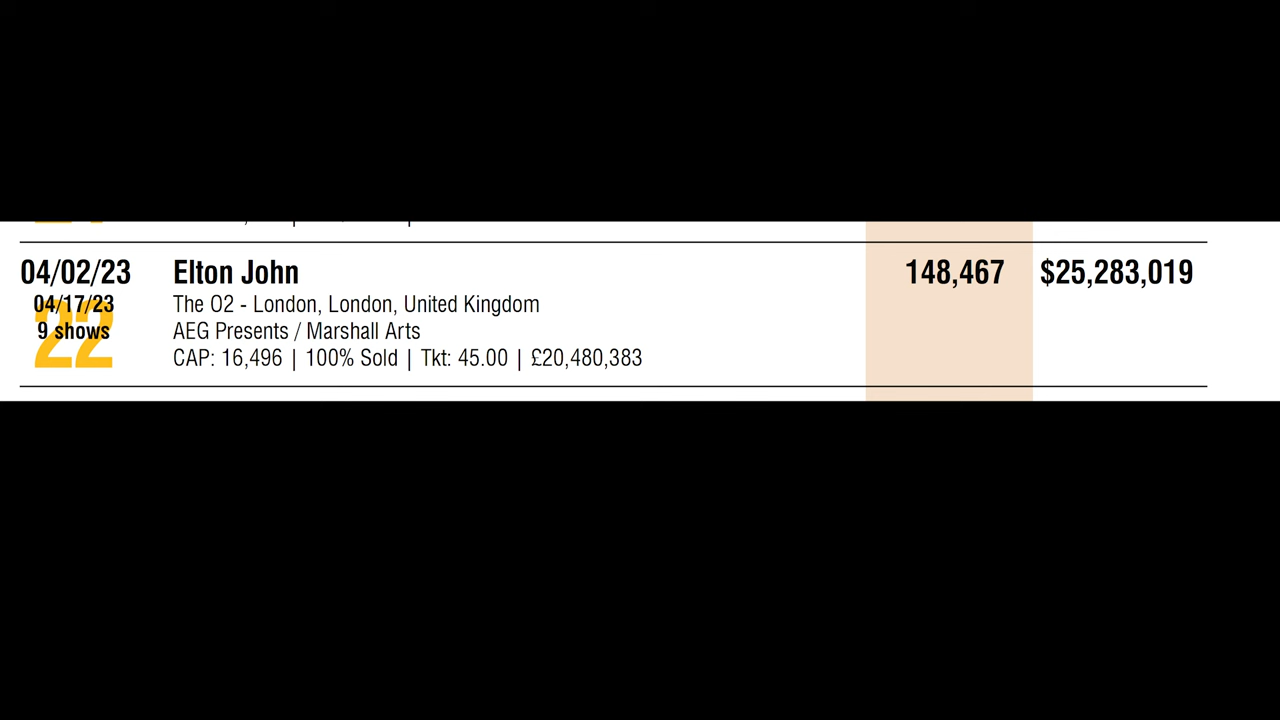 04/02/23 Elton John 148,467 $25,283,019
04/17/23 The O2 - London, London, United Kingdom
9 shows AEG Presents / Marshall Arts
22 CAP: 16,496 | 100% Sold | Tkt: 45.00 | £20,480,383